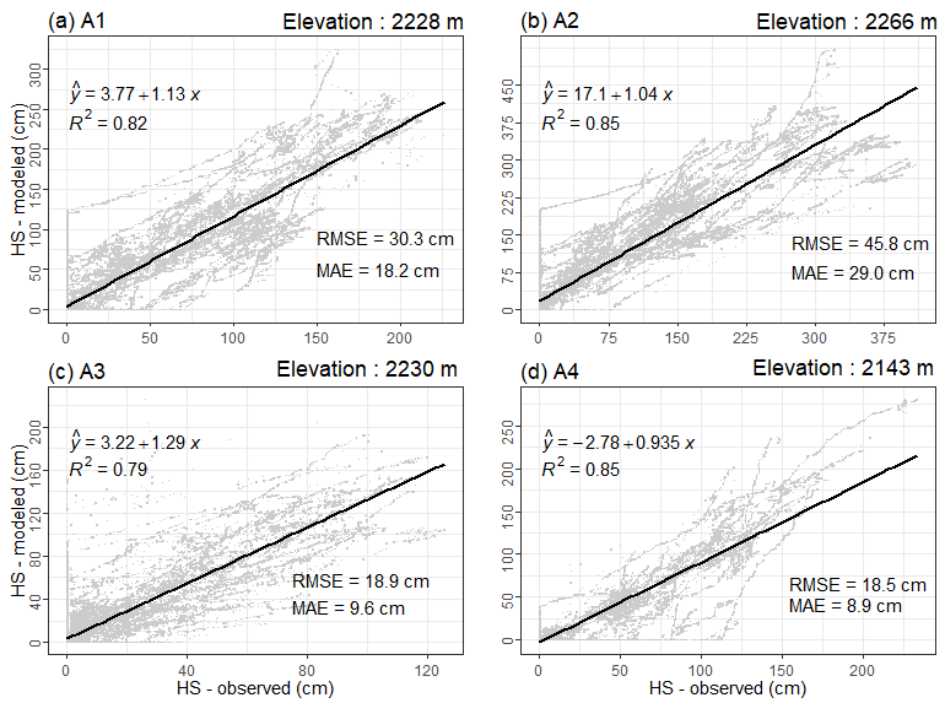 (a) A1 Elevation : 2228 m
ŷ = 3.77 + 1.13 x
R² = 0.82
RMSE = 30.3 cm
MAE = 18.2 cm
HS - modeled (cm)
0 50 100 150 200 250 300
0 50 100 150 200
(b) A2 Elevation : 2266 m
ŷ = 17.1 + 1.04 x
R² = 0.85
RMSE = 45.8 cm
MAE = 29.0 cm
0 75 150 225 300 375 450
0 75 150 225 300 375
(c) A3 Elevation : 2230 m
ŷ = 3.22 + 1.29 x
R² = 0.79
RMSE = 18.9 cm
MAE = 9.6 cm
HS - modeled (cm)
0 40 80 120 160 200
0 40 80 120
HS - observed (cm)
(d) A4 Elevation : 2143 m
ŷ = −2.78 + 0.935 x
R² = 0.85
RMSE = 18.5 cm
MAE = 8.9 cm
0 50 100 150 200 250
0 50 100 150 200
HS - observed (cm)